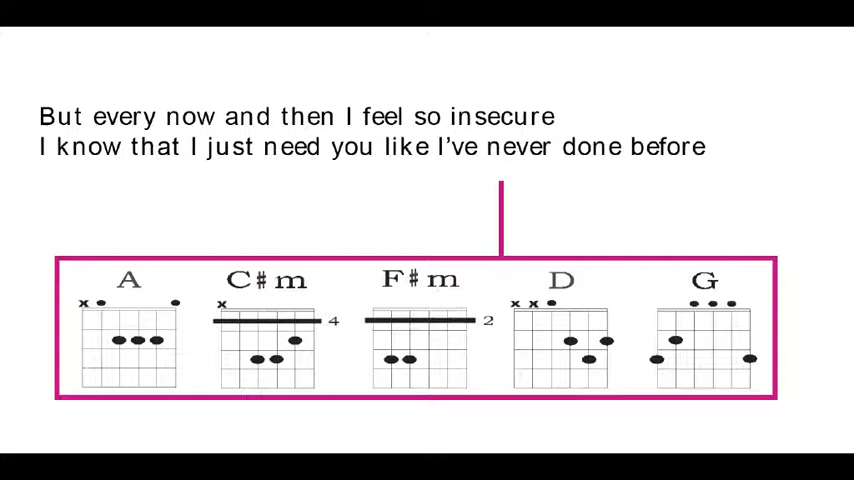 But every now and then I feel so insecure
I know that I just need you like I've never done before
A C#m F#m D G
x x 4 2 x x